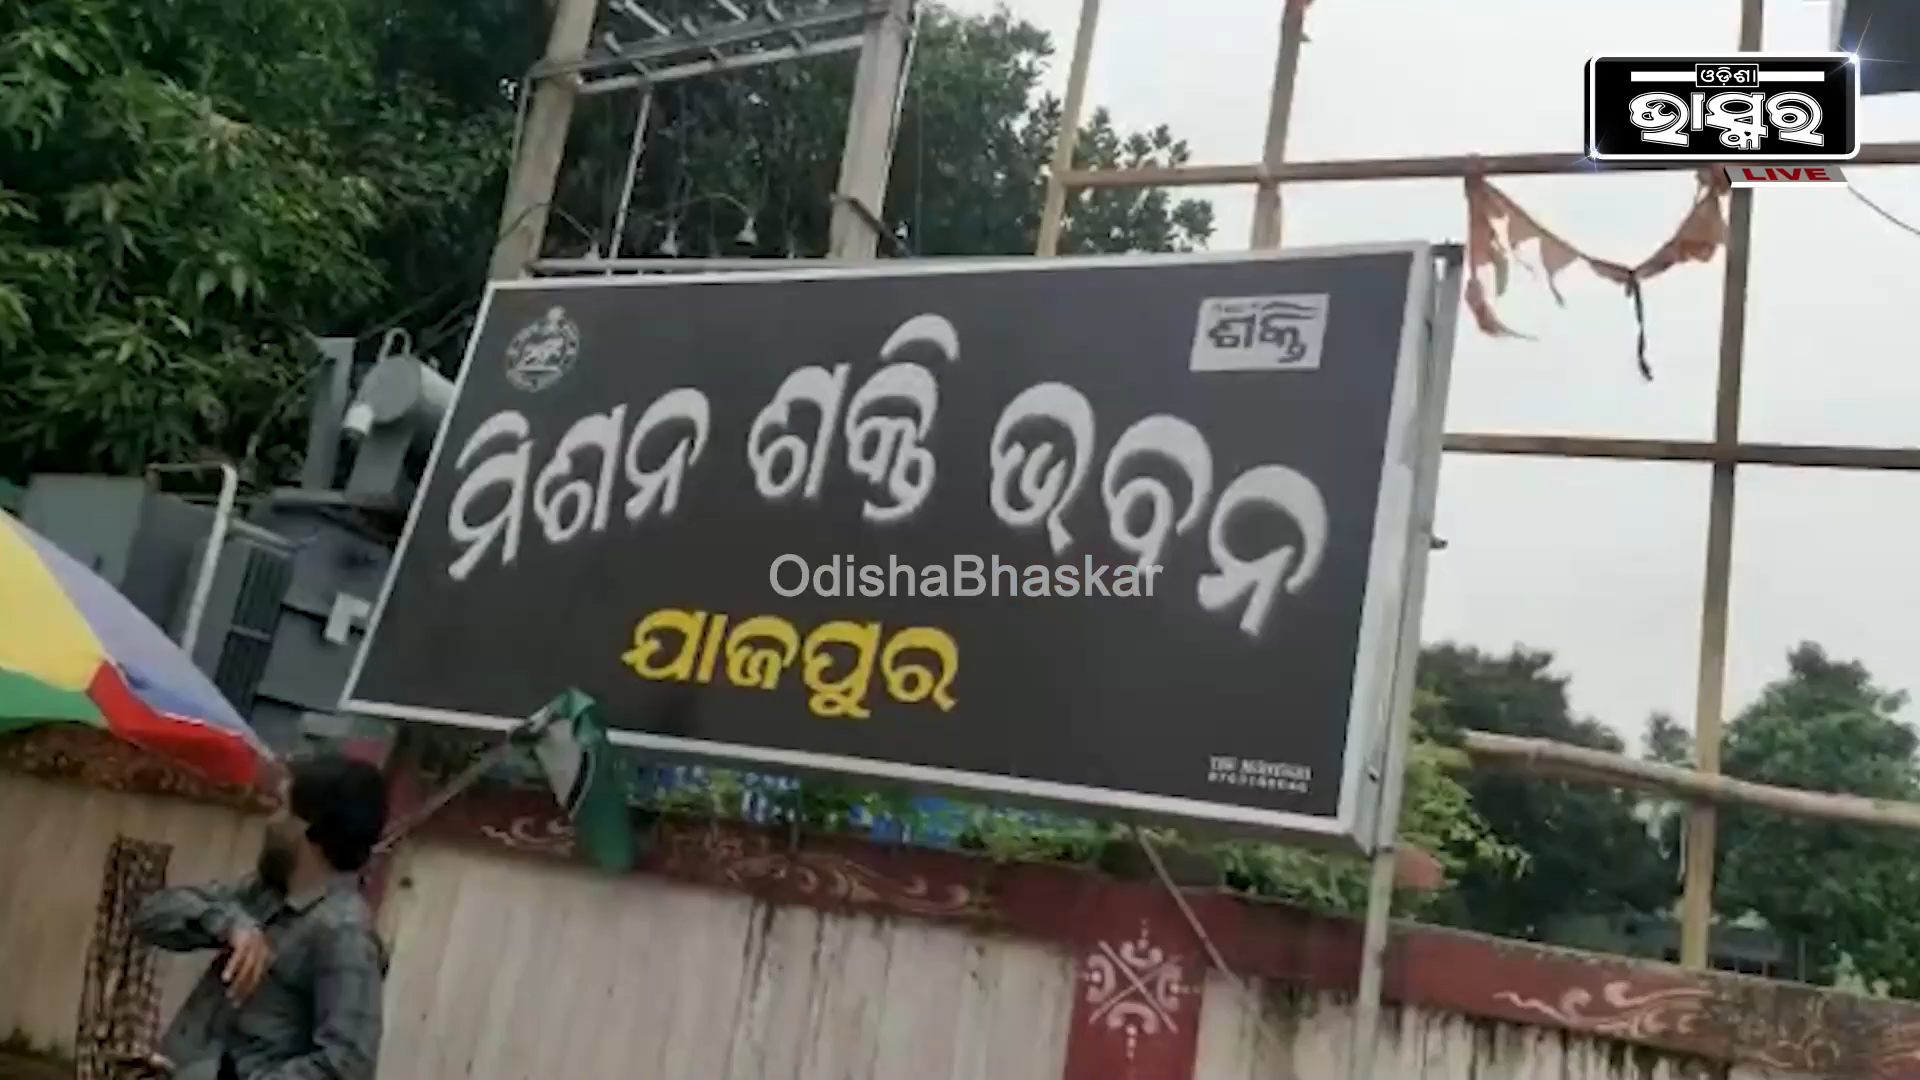 ଓଡ଼ିଶା
ଭାସ୍କର
LIVE
ଶକ୍ତି
ମିଶନ ଶକ୍ତି ଭବନ
OdishaBhaskar
ଯାଜପୁର